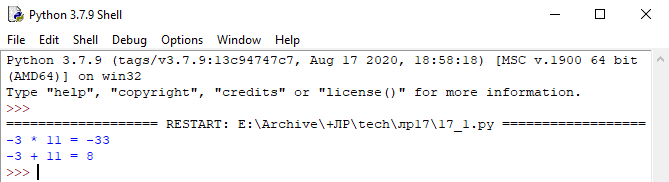 Python 3.7.9 Shell
File Edit Shell Debug Options Window Help
Python 3.7.9 (tags/v3.7.9:13c94747c7, Aug 17 2020, 18:58:18) [MSC v.1900 64 bit
(AMD64)] on win32
Type "help", "copyright", "credits" or "license()" for more information.
>>>
=================== RESTART: E:\Archive\+ЛР\tech\лр17\17_1.py ==================
-3 * 11 = -33
-3 + 11 = 8
>>>